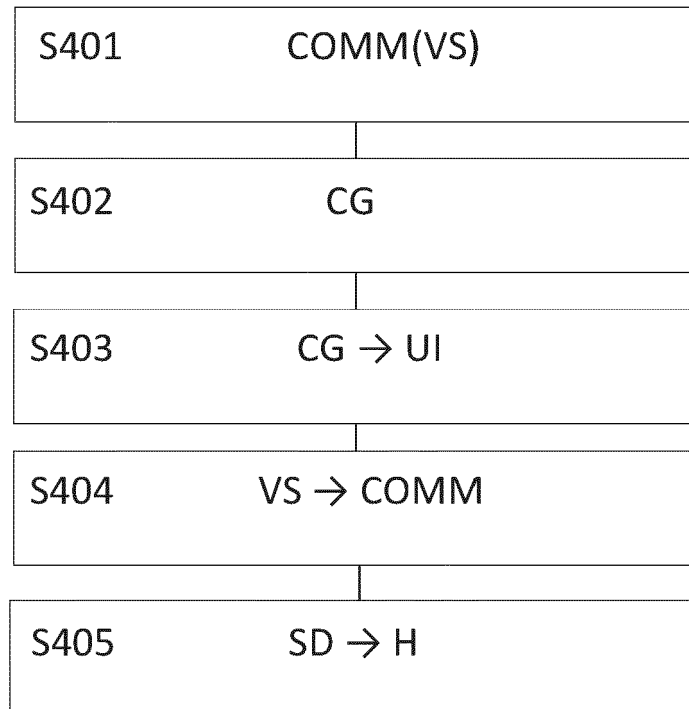 S401 COMM(VS)
S402 CG
S403 CG → UI
S404 VS → COMM
S405 SD → H